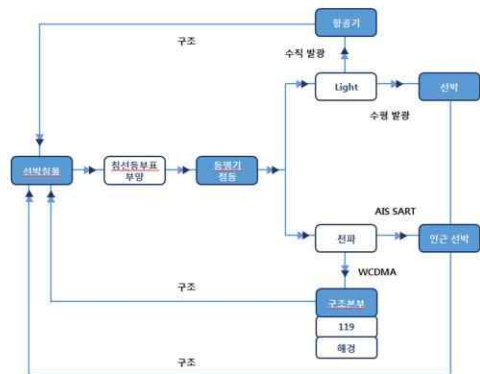 항공기
구조
수직 발광
Light
선박
수평 발광
선박침몰
침선등부표
부양
등명기
점등
AIS SART
전파
인근 선박
WCDMA
구조
구조본부
119
해경
구조